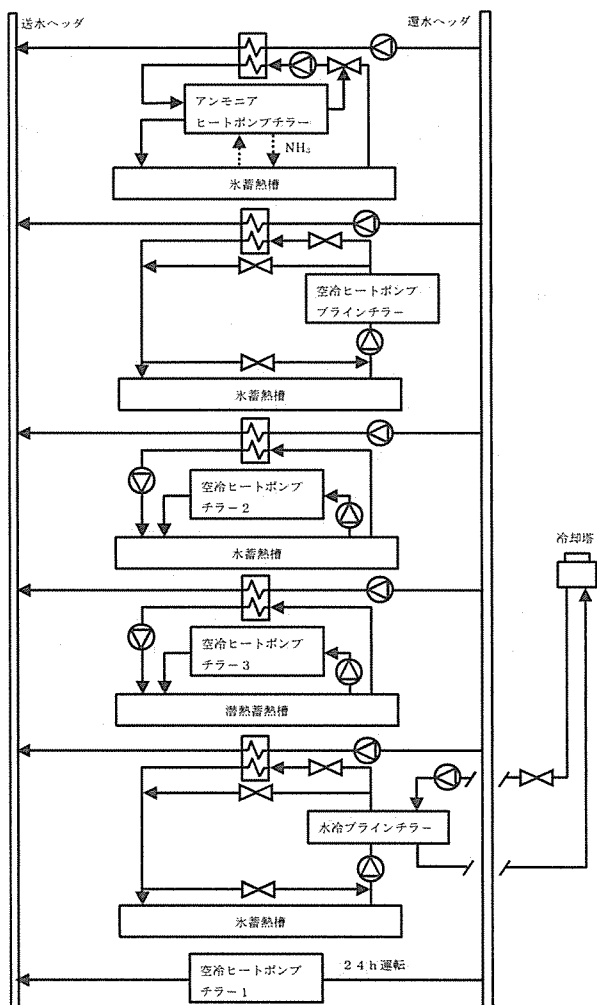 送水ヘッダ
還水ヘッダ
アンモニア
ヒートポンプチラー
NH₃
氷蓄熱槽
空冷ヒートポンプ
ブラインチラー
氷蓄熱槽
空冷ヒートポンプ
チラー2
水蓄熱槽
冷却塔
空冷ヒートポンプ
チラー3
潜熱蓄熱槽
水冷ブラインチラー
氷蓄熱槽
空冷ヒートポンプ
チラー1
24h運転